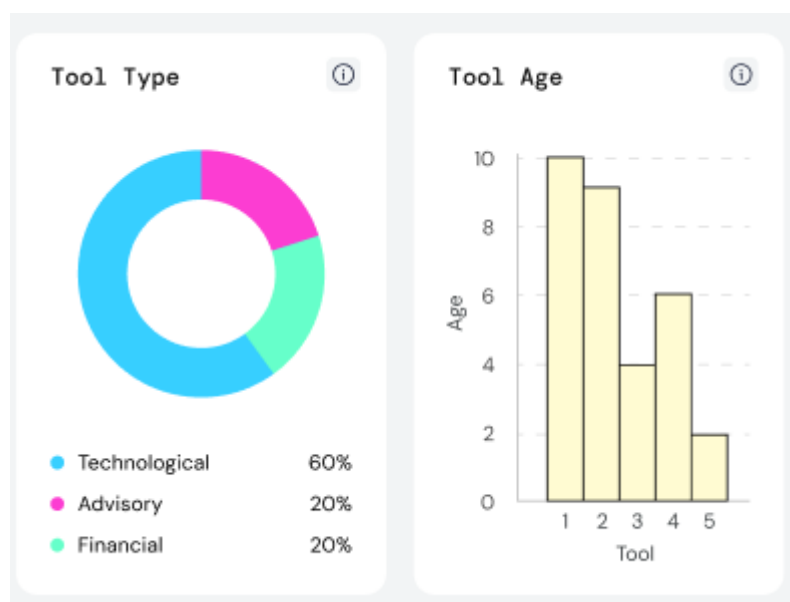 Tool Type
Technological 60%
Advisory 20%
Financial 20%
Tool Age
10
8
6
4
2
0
Age
1 2 3 4 5
Tool